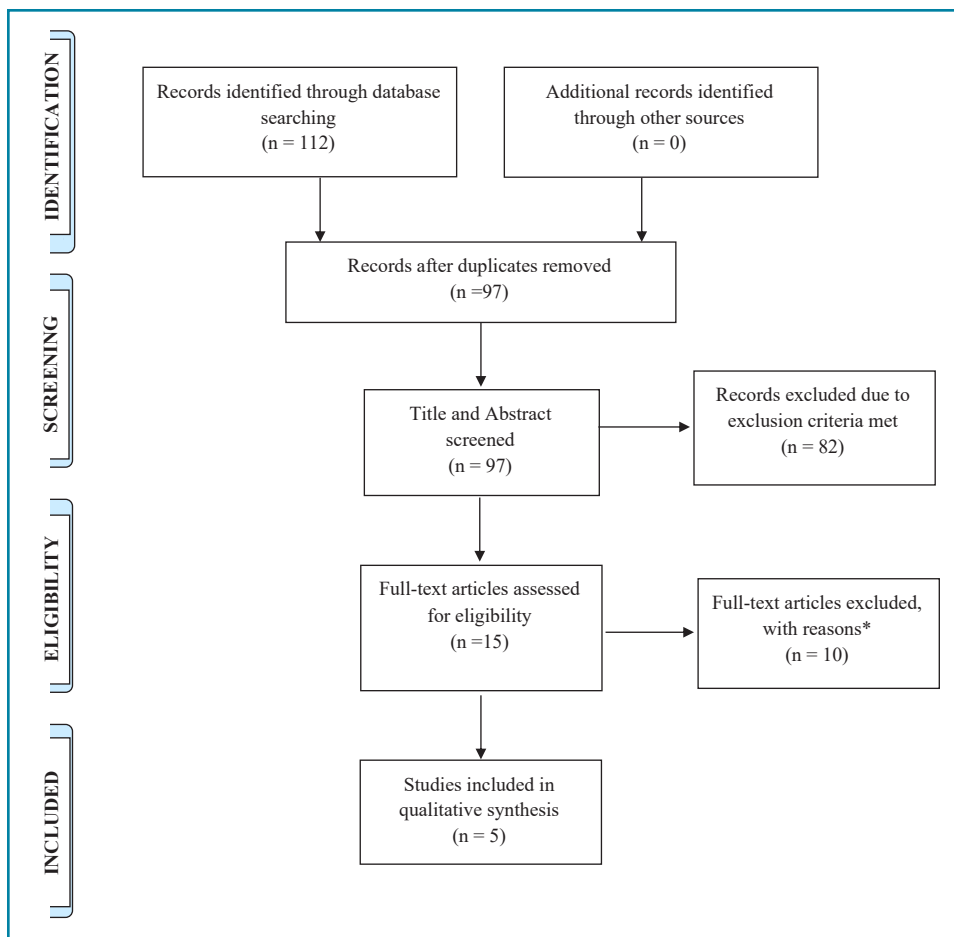 IDENTIFICATION
Records identified through database
searching
(n = 112)
Additional records identified
through other sources
(n = 0)
Records after duplicates removed
(n =97)
SCREENING
Title and Abstract
screened
(n = 97)
Records excluded due to
exclusion criteria met
(n = 82)
ELIGIBILITY
Full-text articles assessed
for eligibility
(n =15)
Full-text articles excluded,
with reasons*
(n = 10)
INCLUDED
Studies included in
qualitative synthesis
(n = 5)